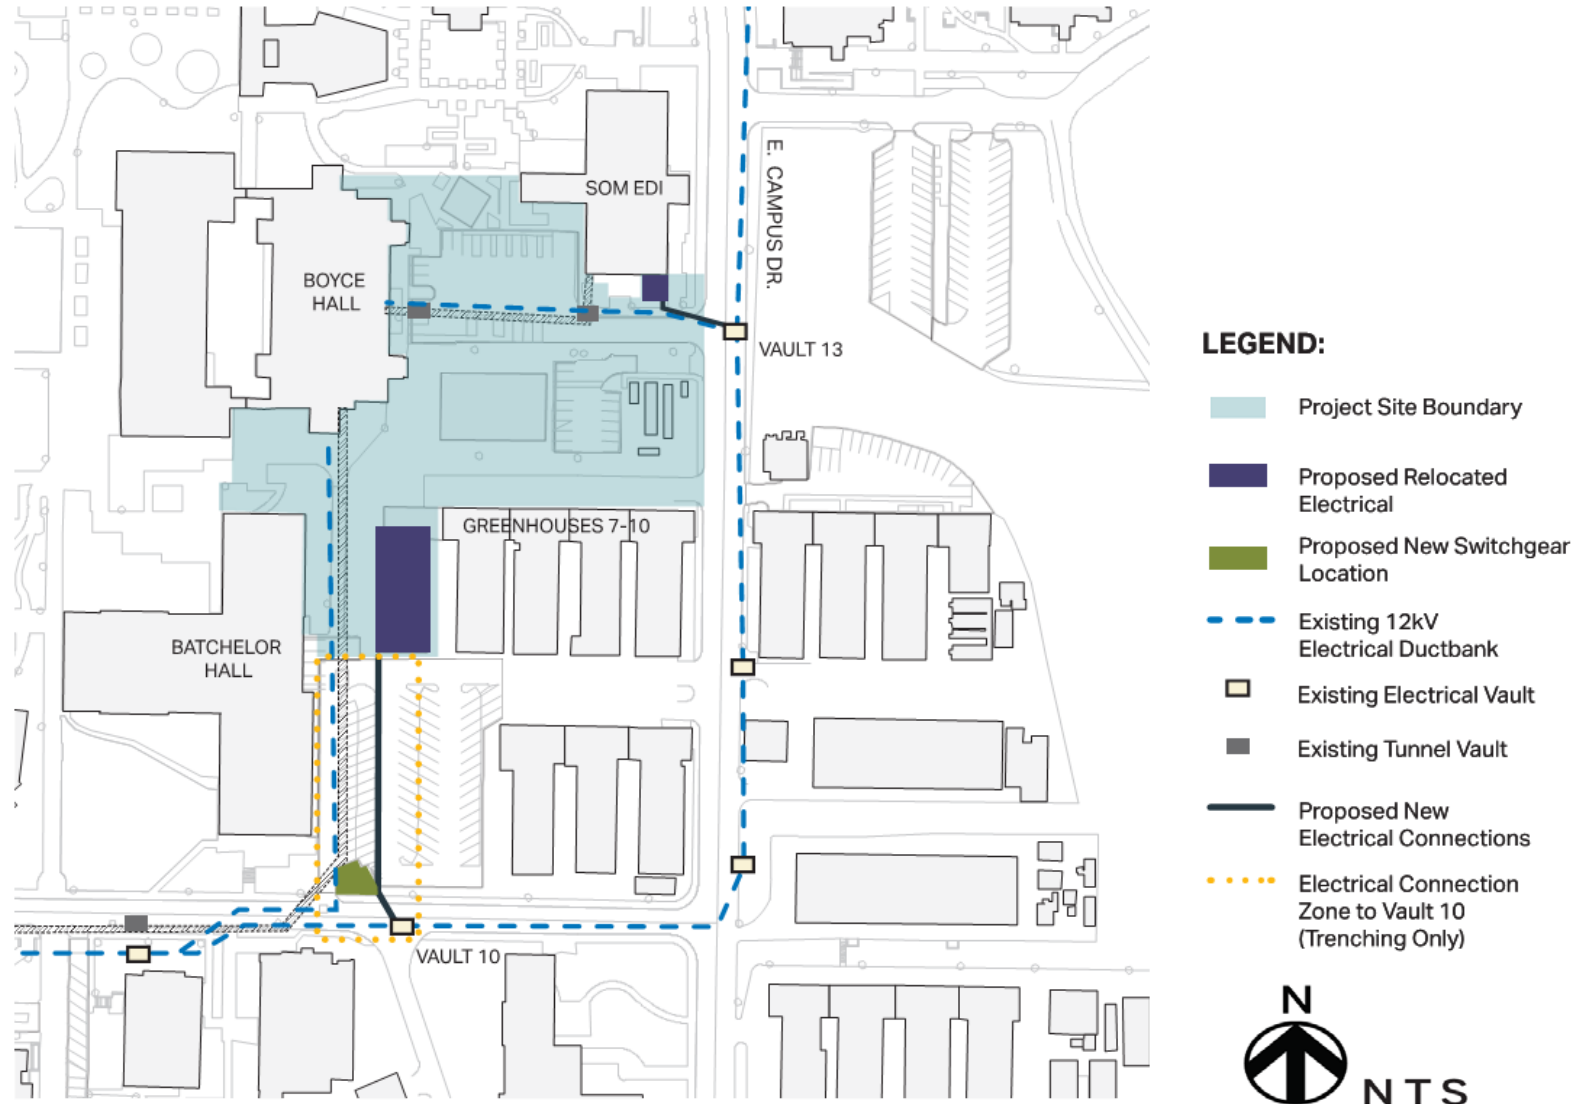 SOM EDI
E. CAMPUS DR.
BOYCE
HALL
VAULT 13
GREENHOUSES 7-10
BATCHELOR
HALL
VAULT 10
LEGEND:
Project Site Boundary
Proposed Relocated
Electrical
Proposed New Switchgear
Location
Existing 12kV
Electrical Ductbank
Existing Electrical Vault
Existing Tunnel Vault
Proposed New
Electrical Connections
Electrical Connection
Zone to Vault 10
(Trenching Only)
N
NTS